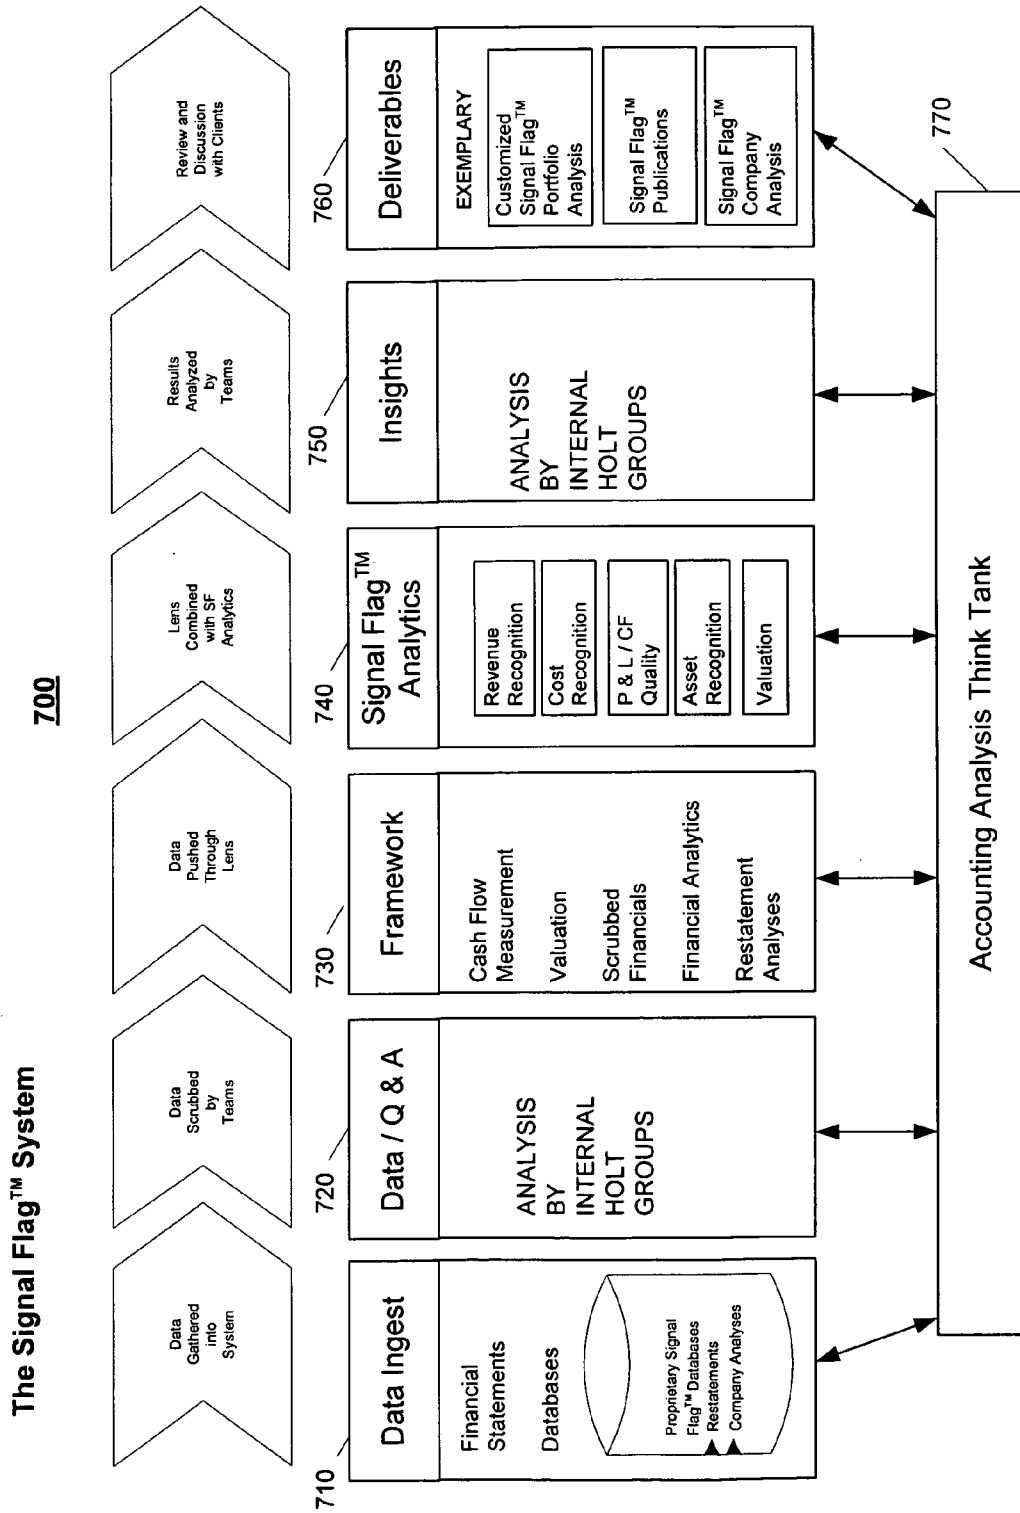 The Signal Flag™ System
700
Data
Gathered
into
System
Data
Scrubbed
by
Teams
Data
Pushed
Through
Lens
Lens
Combined
with SF
Analytics
Results
Analyzed
by
Teams
Review and
Discussion
with Clients
710
Data Ingest
Financial
Statements
Databases
Proprietary Signal
Flag™ Databases
Restatements
Company Analyses
720
Data / Q & A
ANALYSIS
BY
INTERNAL
HOLT
GROUPS
730
Framework
Cash Flow
Measurement
Valuation
Scrubbed
Financials
Financial Analytics
Restatement
Analyses
740
Signal Flag™
Analytics
Revenue
Recognition
Cost
Recognition
P & L / CF
Quality
Asset
Recognition
Valuation
750
Insights
ANALYSIS
BY
INTERNAL
HOLT
GROUPS
760
Deliverables
EXEMPLARY
Customized
Signal Flag™
Portfolio
Analysis
Signal Flag™
Publications
Signal Flag™
Company
Analysis
770
Accounting Analysis Think Tank